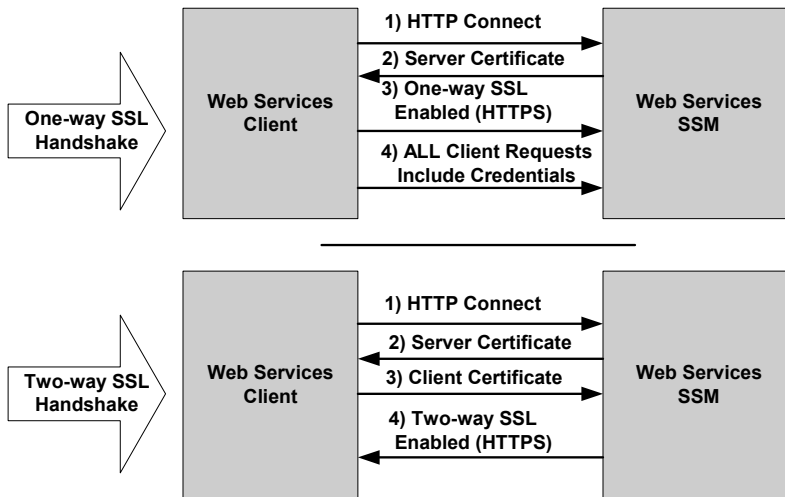 1) HTTP Connect
2) Server Certificate
Web Services
Client
3) One-way SSL
Enabled (HTTPS)
Web Services
SSM
One-way SSL
Handshake
4) ALL Client Requests
Include Credentials
1) HTTP Connect
2) Server Certificate
Web Services
Client
3) Client Certificate
Web Services
SSM
Two-way SSL
Handshake
4) Two-way SSL
Enabled (HTTPS)